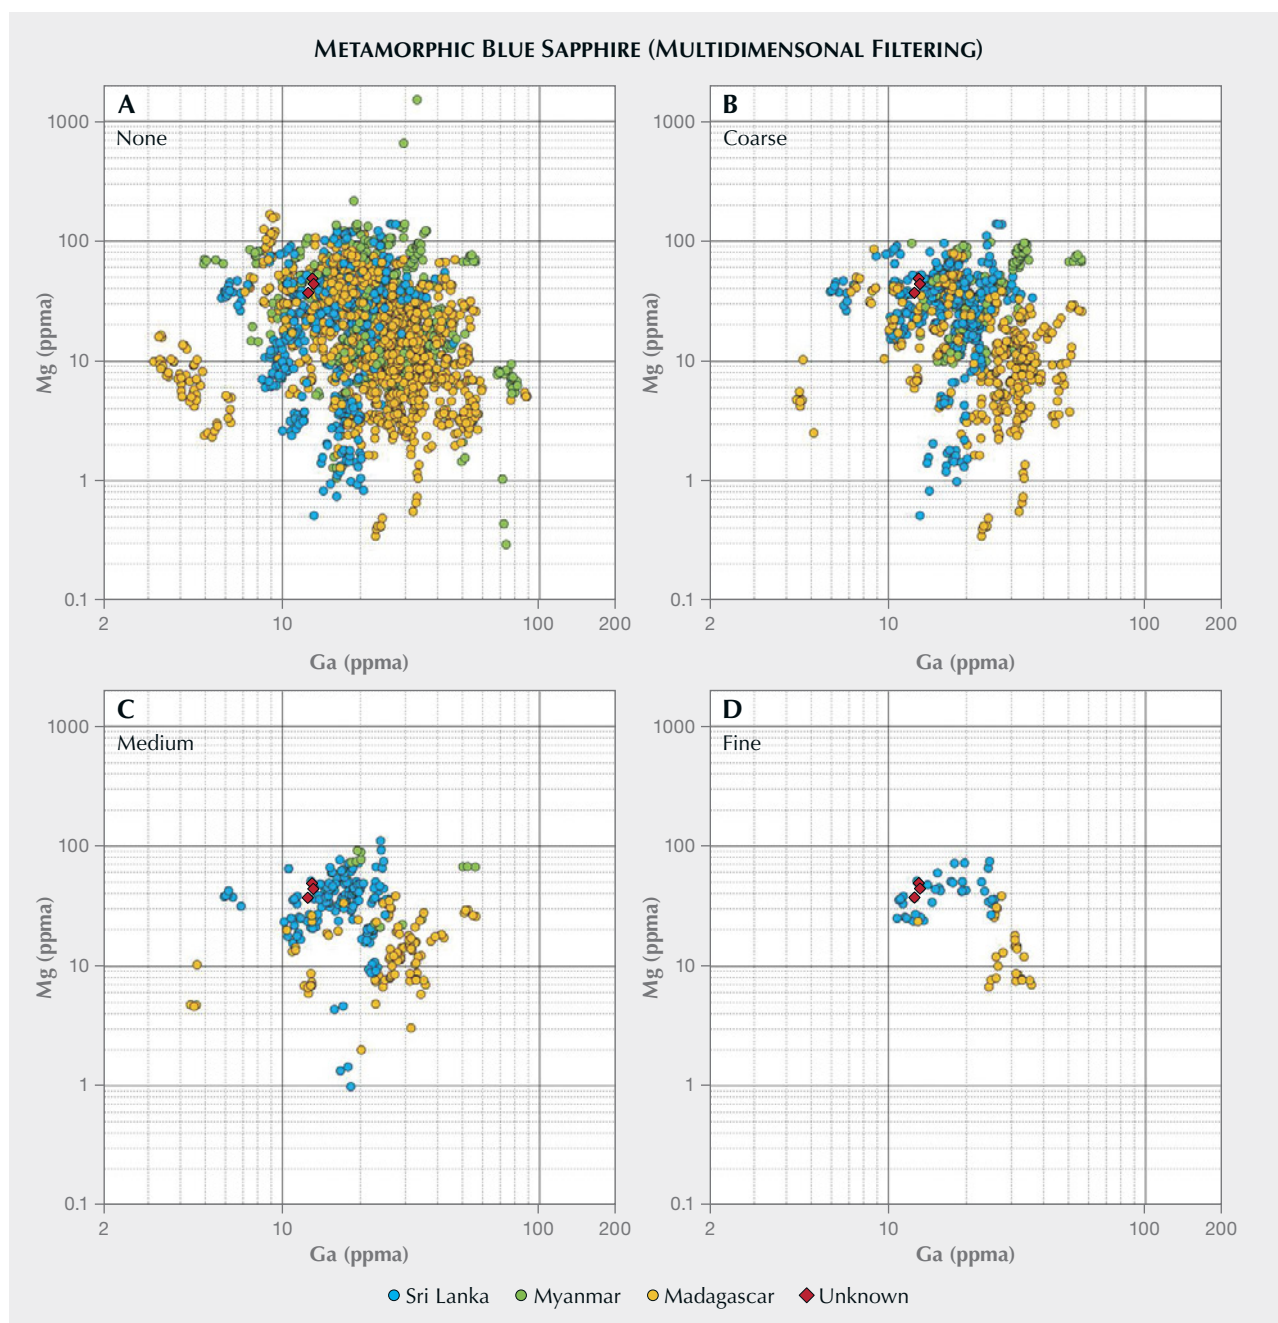 METAMORPHIC BLUE SAPPHIRE (MULTIDIMENSONAL FILTERING)
A
None
1000
100
10
1
0.1
2 10 100 200
Mg (ppma)
Ga (ppma)
B
Coarse
1000
100
10
1
0.1
2 10 100 200
Mg (ppma)
Ga (ppma)
C
Medium
1000
100
10
1
0.1
2 10 100 200
Mg (ppma)
Ga (ppma)
D
Fine
1000
100
10
1
0.1
2 10 100 200
Mg (ppma)
Ga (ppma)
Sri Lanka Myanmar Madagascar Unknown